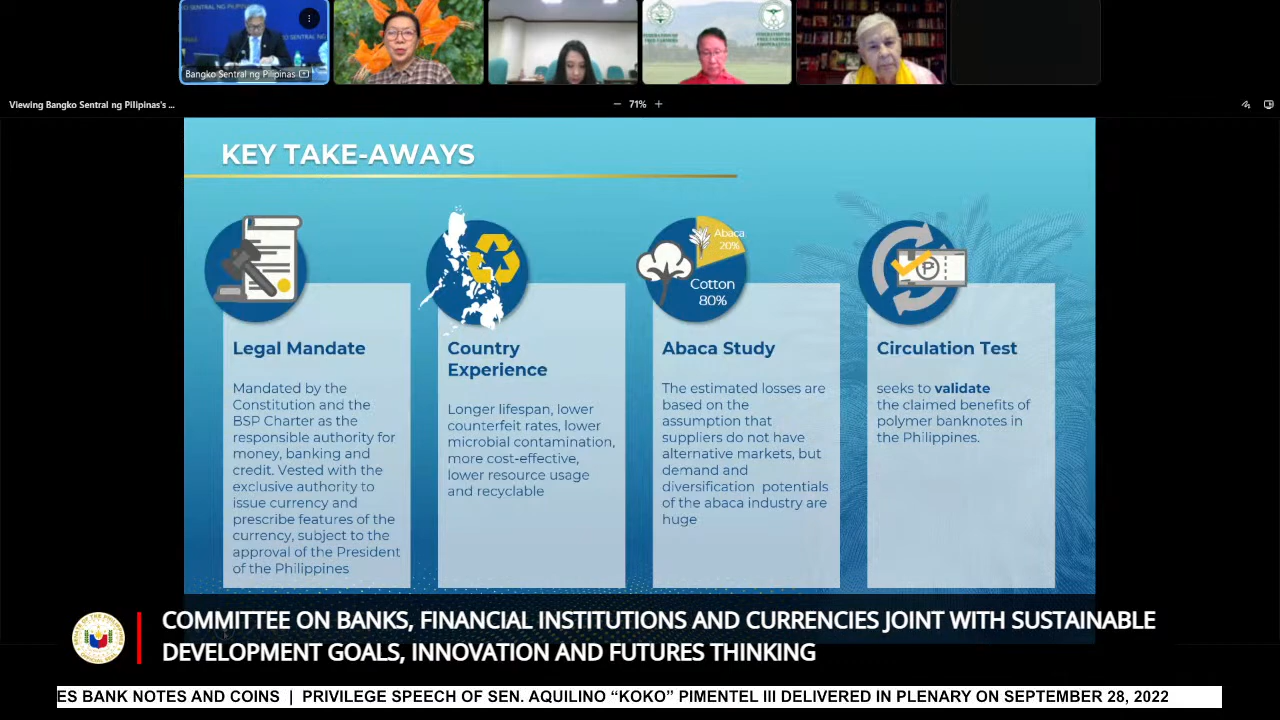 Bangko Sentral ng Pilipinas
Viewing Bangko Sentral ng Pilipinas's ...
71%
KEY TAKE-AWAYS
Abaca
20%
Cotton
80%
Legal Mandate
Mandated by the
Constitution and the
BSP Charter as the
responsible authority for
money, banking and
credit. Vested with the
exclusive authority to
issue currency and
prescribe features of the
currency, subject to the
approval of the President
of the Philippines
Country
Experience
Longer lifespan, lower
counterfeit rates, lower
microbial contamination,
more cost-effective,
lower resource usage
and recyclable
Abaca Study
The estimated losses are
based on the
assumption that
suppliers do not have
alternative markets, but
demand and
diversification potentials
of the abaca industry are
huge
Circulation Test
seeks to validate
the claimed benefits of
polymer banknotes in
the Philippines.
COMMITTEE ON BANKS, FINANCIAL INSTITUTIONS AND CURRENCIES JOINT WITH SUSTAINABLE
DEVELOPMENT GOALS, INNOVATION AND FUTURES THINKING
ES BANK NOTES AND COINS | PRIVILEGE SPEECH OF SEN. AQUILINO “KOKO” PIMENTEL III DELIVERED IN PLENARY ON SEPTEMBER 28, 2022